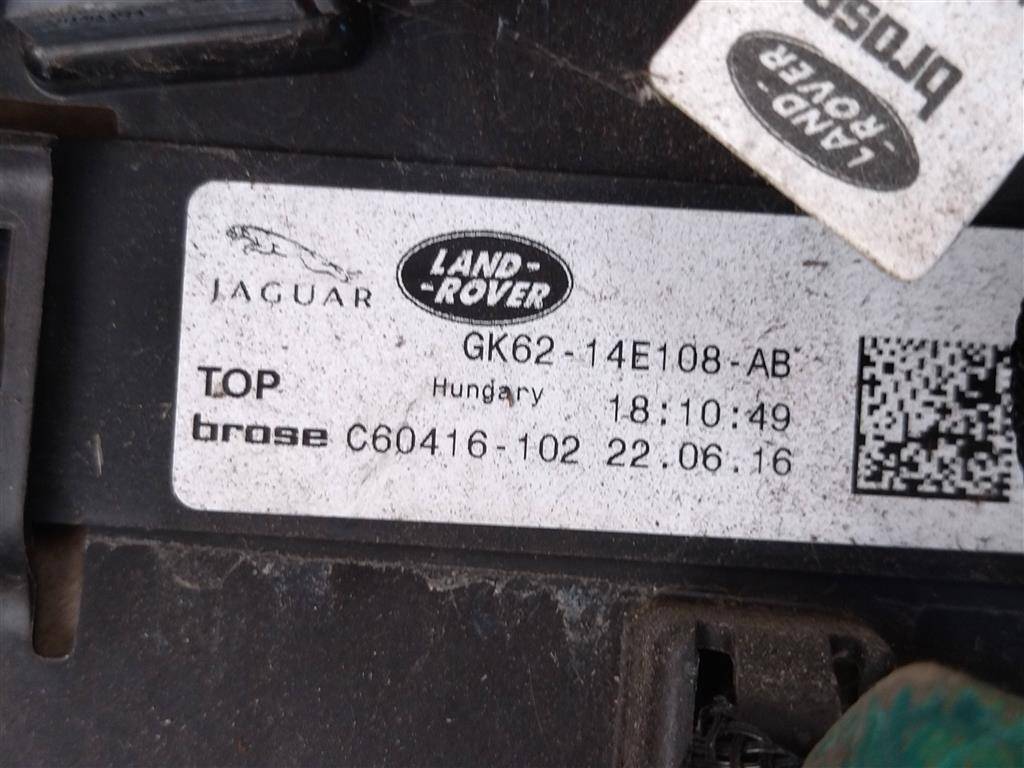 brose
LAND-
-ROVER
JAGUAR
LAND-
-ROVER
GK62-14E108-AB
TOP
Hungary
18:10:49
brose C60416-102 22.06.16